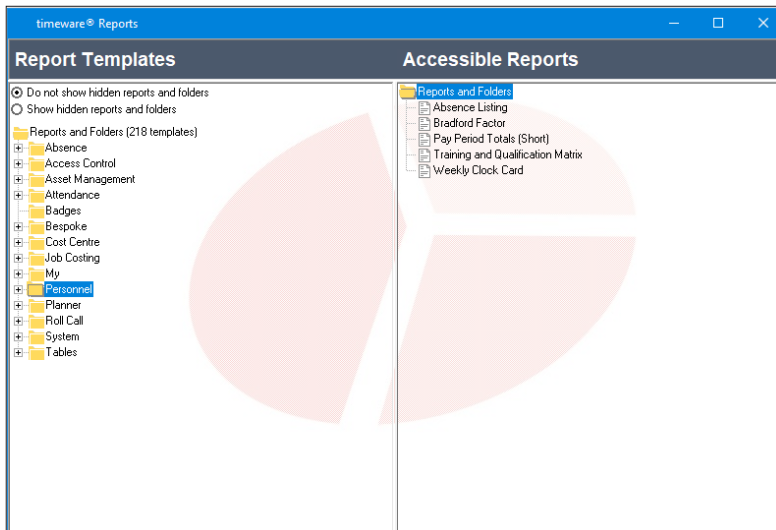 timeware® Reports
Report Templates
Accessible Reports
Do not show hidden reports and folders
Show hidden reports and folders
Reports and Folders (218 templates)
Absence
Access Control
Asset Management
Attendance
Badges
Bespoke
Cost Centre
Job Costing
My
Personnel
Planner
Roll Call
System
Tables
Reports and Folders
Absence Listing
Bradford Factor
Pay Period Totals (Short)
Training and Qualification Matrix
Weekly Clock Card